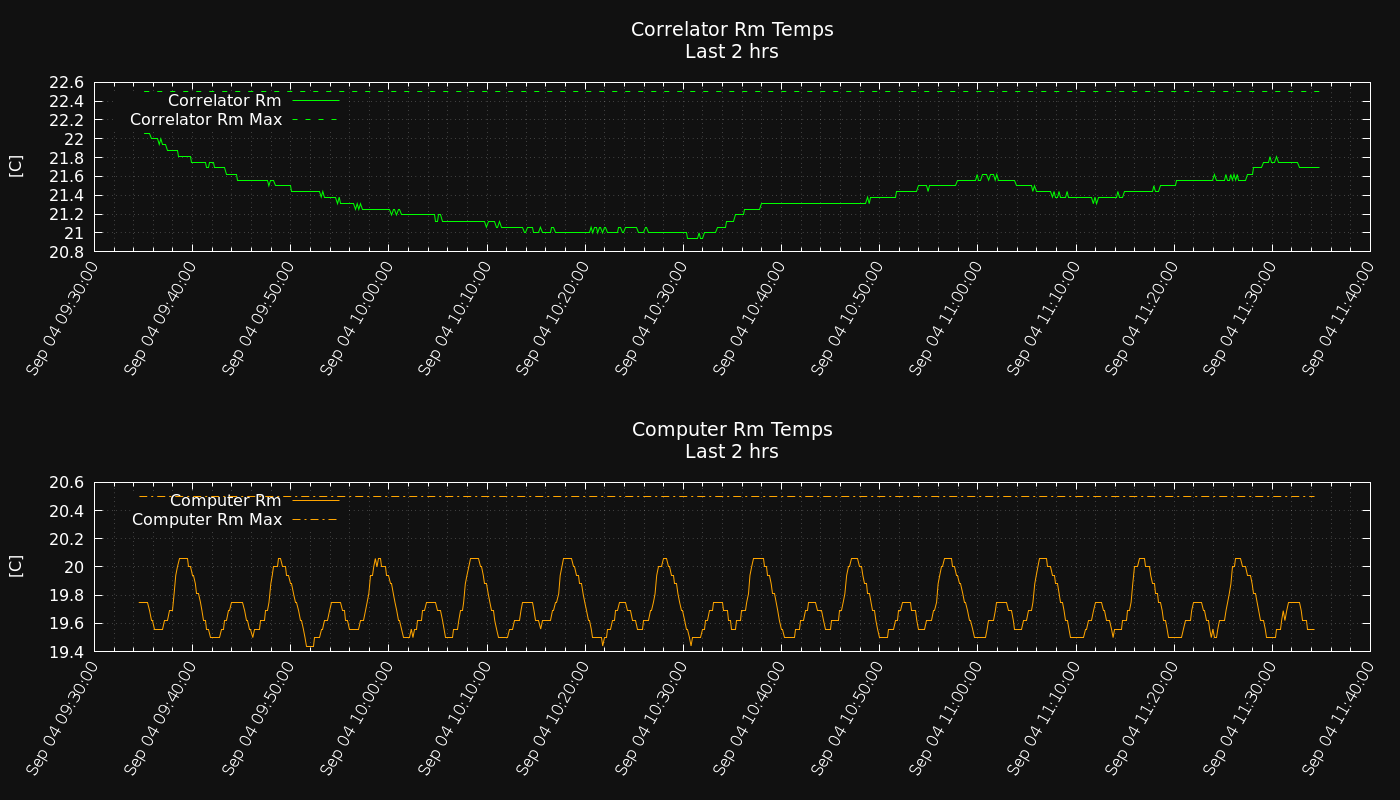 Correlator Rm Temps
Last 2 hrs
22.6
22.4
22.2
22
21.8
21.6
21.4
21.2
21
20.8
[C]
Correlator Rm
Correlator Rm Max
Sep 04 09:30:00
Sep 04 09:40:00
Sep 04 09:50:00
Sep 04 10:00:00
Sep 04 10:10:00
Sep 04 10:20:00
Sep 04 10:30:00
Sep 04 10:40:00
Sep 04 10:50:00
Sep 04 11:00:00
Sep 04 11:10:00
Sep 04 11:20:00
Sep 04 11:30:00
Sep 04 11:40:00
Computer Rm Temps
Last 2 hrs
20.6
20.4
20.2
20
19.8
19.6
19.4
[C]
Computer Rm
Computer Rm Max
Sep 04 09:30:00
Sep 04 09:40:00
Sep 04 09:50:00
Sep 04 10:00:00
Sep 04 10:10:00
Sep 04 10:20:00
Sep 04 10:30:00
Sep 04 10:40:00
Sep 04 10:50:00
Sep 04 11:00:00
Sep 04 11:10:00
Sep 04 11:20:00
Sep 04 11:30:00
Sep 04 11:40:00